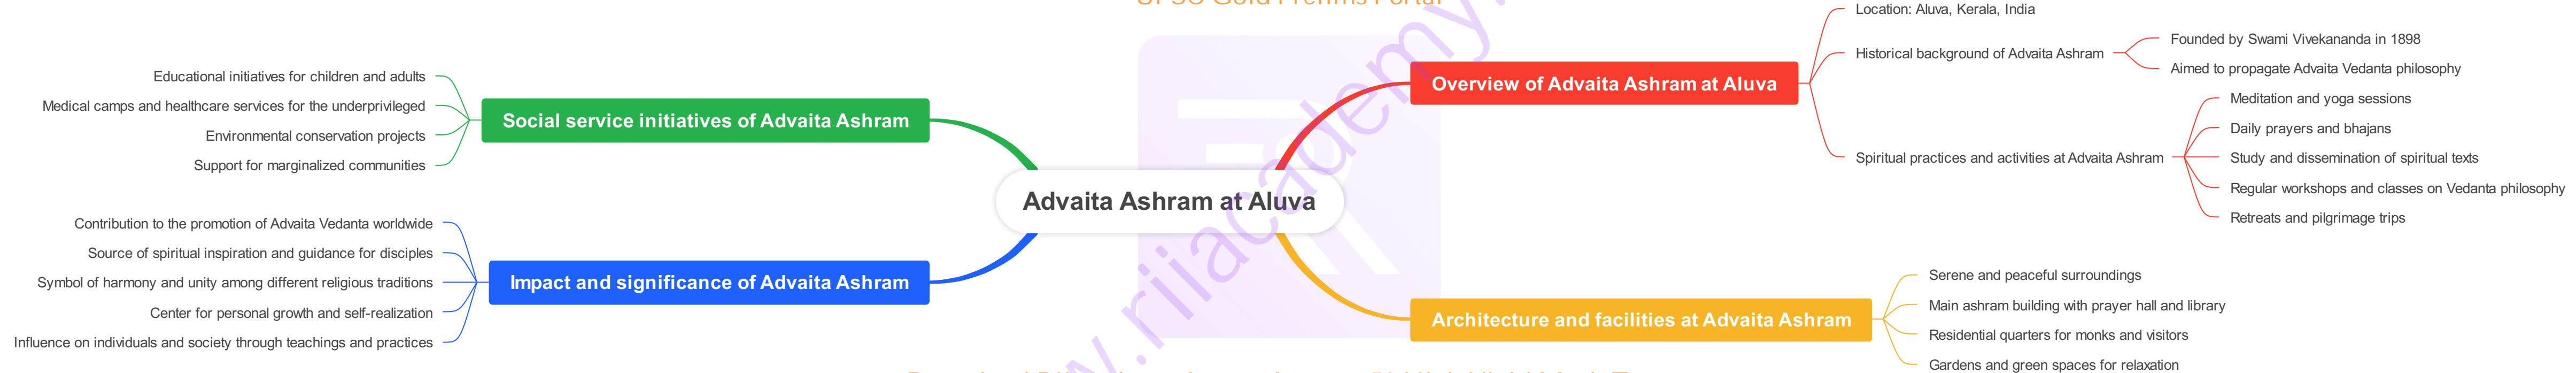 Advaita Ashram at Aluva
Overview of Advaita Ashram at Aluva
Location: Aluva, Kerala, India
Historical background of Advaita Ashram
Founded by Swami Vivekananda in 1898
Aimed to propagate Advaita Vedanta philosophy
Spiritual practices and activities at Advaita Ashram
Meditation and yoga sessions
Daily prayers and bhajans
Study and dissemination of spiritual texts
Regular workshops and classes on Vedanta philosophy
Retreats and pilgrimage trips
Architecture and facilities at Advaita Ashram
Serene and peaceful surroundings
Main ashram building with prayer hall and library
Residential quarters for monks and visitors
Gardens and green spaces for relaxation
Social service initiatives of Advaita Ashram
Educational initiatives for children and adults
Medical camps and healthcare services for the underprivileged
Environmental conservation projects
Support for marginalized communities
Impact and significance of Advaita Ashram
Contribution to the promotion of Advaita Vedanta worldwide
Source of spiritual inspiration and guidance for disciples
Symbol of harmony and unity among different religious traditions
Center for personal growth and self-realization
Influence on individuals and society through teachings and practices